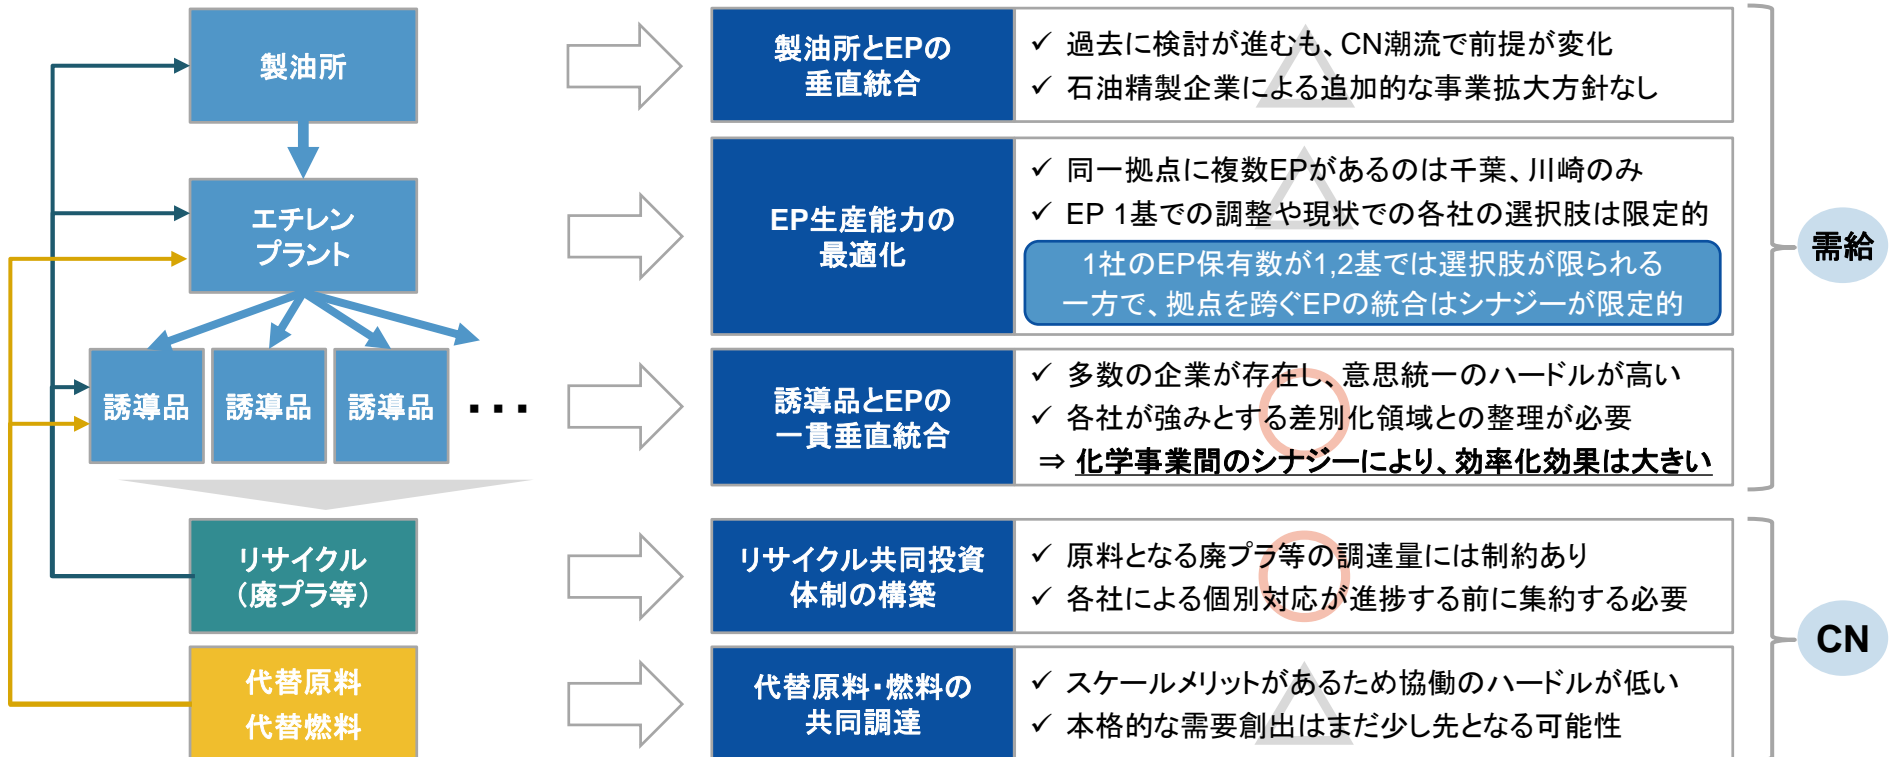 製油所
製油所とEPの
垂直統合
✓ 過去に検討が進むも、CN潮流で前提が変化
✓ 石油精製企業による追加的な事業拡大方針なし
エチレン
プラント
EP生産能力の
最適化
✓ 同一拠点に複数EPがあるのは千葉、川崎のみ
✓ EP 1基での調整や現状での各社の選択肢は限定的
1社のEP保有数が1,2基では選択肢が限られる
一方で、拠点を跨ぐEPの統合はシナジーが限定的
需給
誘導品 誘導品 誘導品 ・・・
誘導品とEPの
一貫垂直統合
✓ 多数の企業が存在し、意思統一のハードルが高い
✓ 各社が強みとする差別化領域との整理が必要
⇒ 化学事業間のシナジーにより、効率化効果は大きい
リサイクル
（廃プラ等）
リサイクル共同投資
体制の構築
✓ 原料となる廃プラ等の調達量には制約あり
✓ 各社による個別対応が進捗する前に集約する必要
CN
代替原料
代替燃料
代替原料・燃料の
共同調達
✓ スケールメリットがあるため協働のハードルが低い
✓ 本格的な需要創出はまだ少し先となる可能性